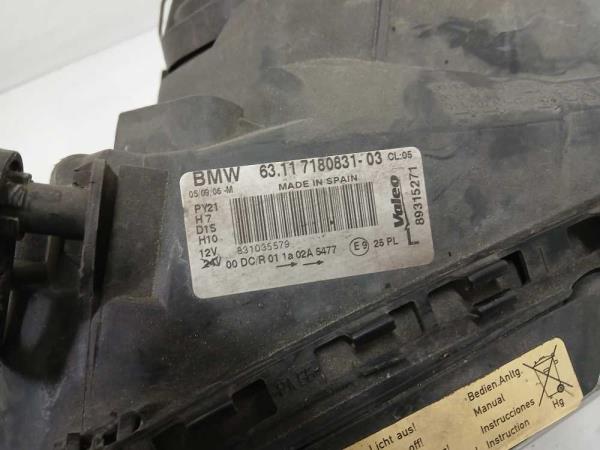 BMW 63.11 7180831-03 CL:05
05/09/06-M MADE IN SPAIN
PY21
H7
D1S
H10
12V
24V
831035579
00 DC/R 01 1a 02A 5477 E9 25 PL
Valeo
89315271
L
Bedien.Anltg.
Manual
Instrucciones
Instruction
Licht aus!
off!
Hg